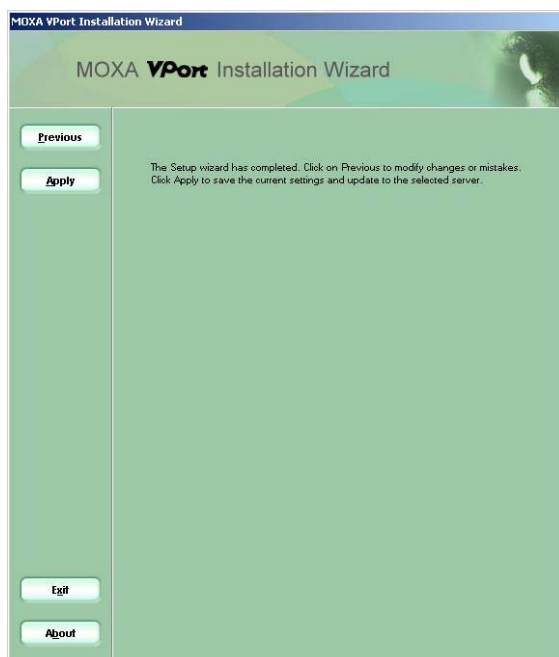 MOXA VPort Installation Wizard
MOXA VPort Installation Wizard
Previous
Apply
The Setup wizard has completed. Click on Previous to modify changes or mistakes.
Click Apply to save the current settings and update to the selected server.
Exit
About